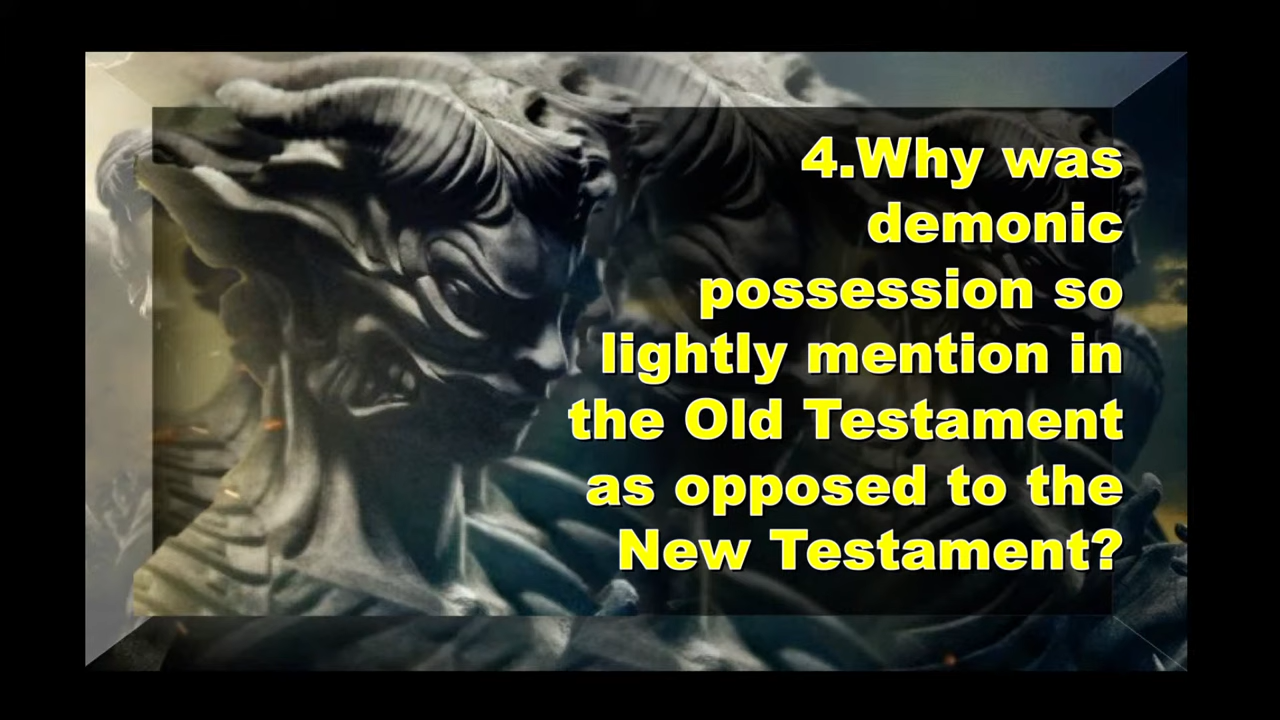 4.Why was
demonic
possession so
lightly mention in
the Old Testament
as opposed to the
New Testament?